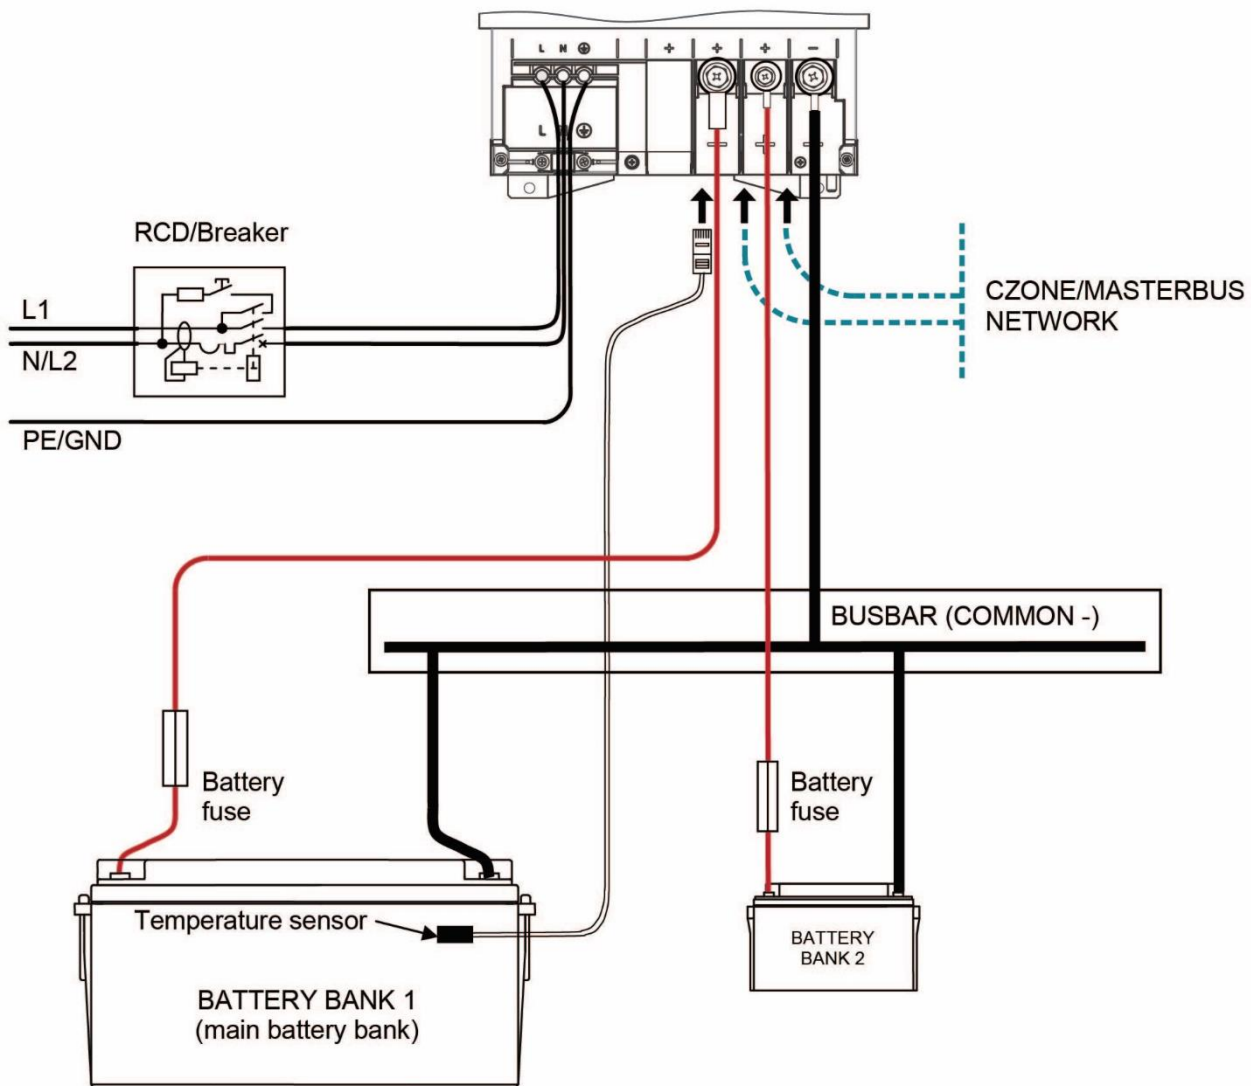 L N ⏚ + + + -
L N ⏚
RCD/Breaker
L1
N/L2
PE/GND
CZONE/MASTERBUS
NETWORK
BUSBAR (COMMON -)
Battery
fuse
Battery
fuse
Temperature sensor
BATTERY BANK 1
(main battery bank)
BATTERY
BANK 2